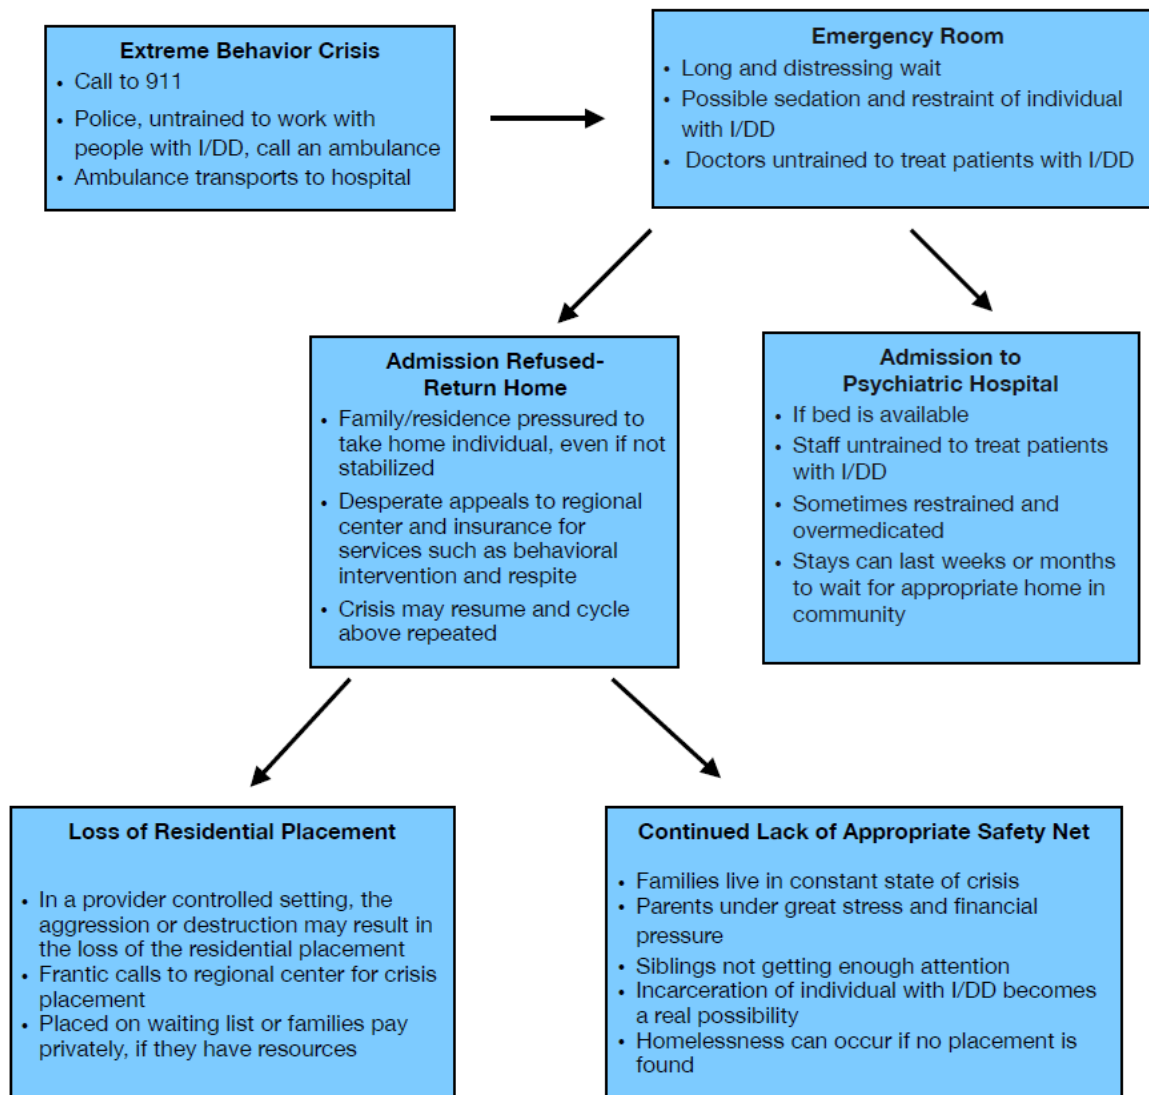 Extreme Behavior Crisis
• Call to 911
• Police, untrained to work with
people with I/DD, call an ambulance
• Ambulance transports to hospital
Emergency Room
• Long and distressing wait
• Possible sedation and restraint of individual
with I/DD
• Doctors untrained to treat patients with I/DD
Admission Refused-
Return Home
• Family/residence pressured to
take home individual, even if not
stabilized
• Desperate appeals to regional
center and insurance for
services such as behavioral
intervention and respite
• Crisis may resume and cycle
above repeated
Admission to
Psychiatric Hospital
• If bed is available
• Staff untrained to treat patients
with I/DD
• Sometimes restrained and
overmedicated
• Stays can last weeks or months
to wait for appropriate home in
community
Loss of Residential Placement
• In a provider controlled setting, the
aggression or destruction may result in
the loss of the residential placement
• Frantic calls to regional center for crisis
placement
• Placed on waiting list or families pay
privately, if they have resources
Continued Lack of Appropriate Safety Net
• Families live in constant state of crisis
• Parents under great stress and financial
pressure
• Siblings not getting enough attention
• Incarceration of individual with I/DD becomes
a real possibility
• Homelessness can occur if no placement is
found